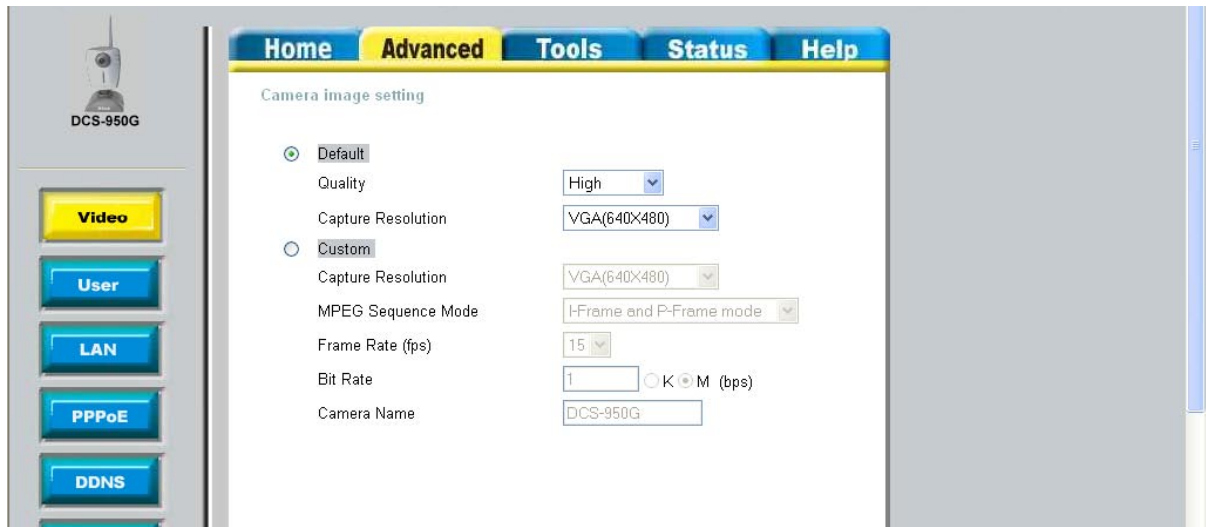 DCS-950G
Home Advanced Tools Status Help
Camera image setting
Default
Quality High
Capture Resolution VGA(640X480)
Custom
Capture Resolution VGA(640X480)
MPEG Sequence Mode I-Frame and P-Frame mode
Frame Rate (fps) 15
Bit Rate 1 K M (bps)
Camera Name DCS-950G
Video
User
LAN
PPPoE
DDNS